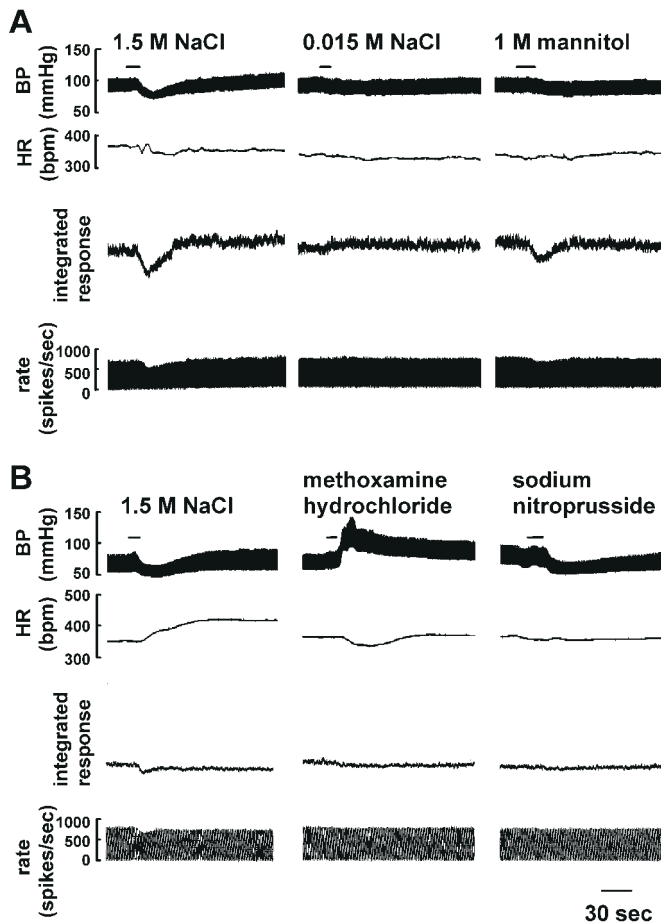 A
1.5 M NaCl
0.015 M NaCl
1 M mannitol
BP
(mmHg)
150
100
50
HR
(bpm)
400
300
integrated
response
rate
(spikes/sec)
1000
500
0
B
1.5 M NaCl
methoxamine
hydrochloride
sodium
nitroprusside
BP
(mmHg)
150
100
50
HR
(bpm)
500
400
300
integrated
response
rate
(spikes/sec)
1000
500
0
30 sec